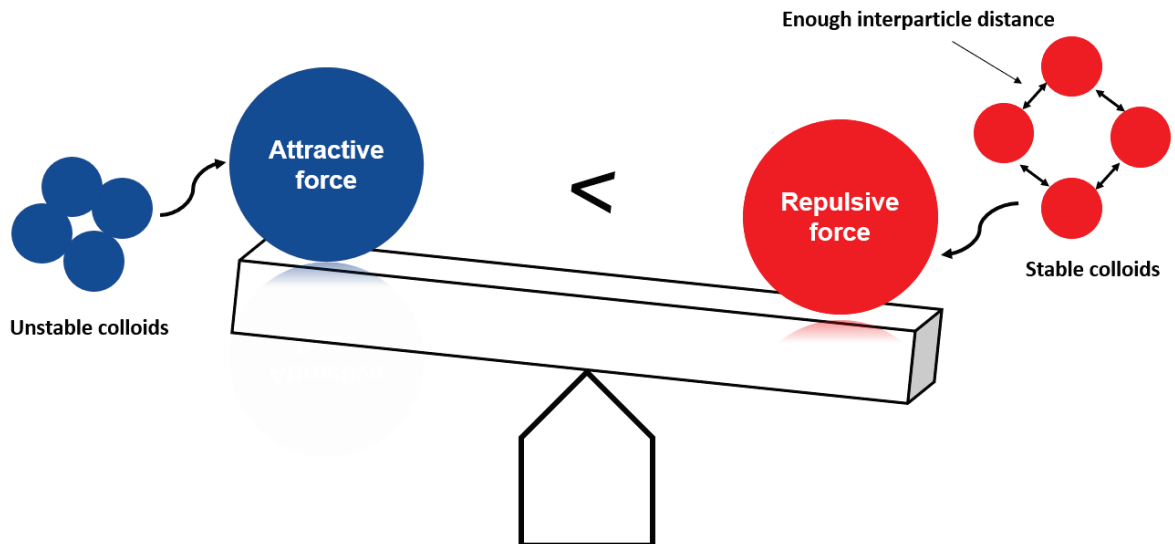 Enough interparticle distance
Attractive
force
<
Repulsive
force
Unstable colloids
Stable colloids